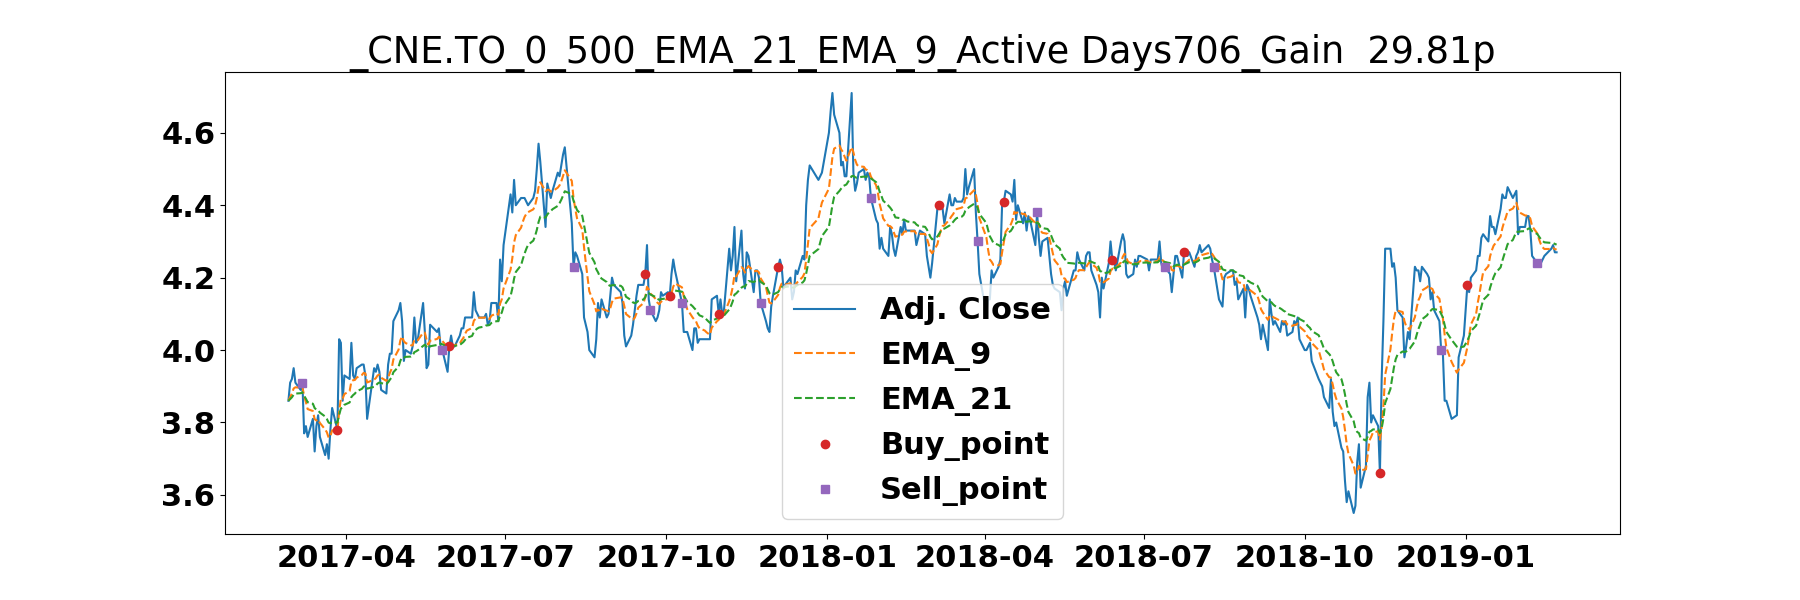 _CNE.TO_0_500_EMA_21_EMA_9_Active Days706_Gain  29.81p
4.6
4.4
4.2
4.0
3.8
3.6
Adj. Close
EMA_9
EMA_21
Buy_point
Sell_point
2017-04 2017-07 2017-10 2018-01 2018-04 2018-07 2018-10 2019-01